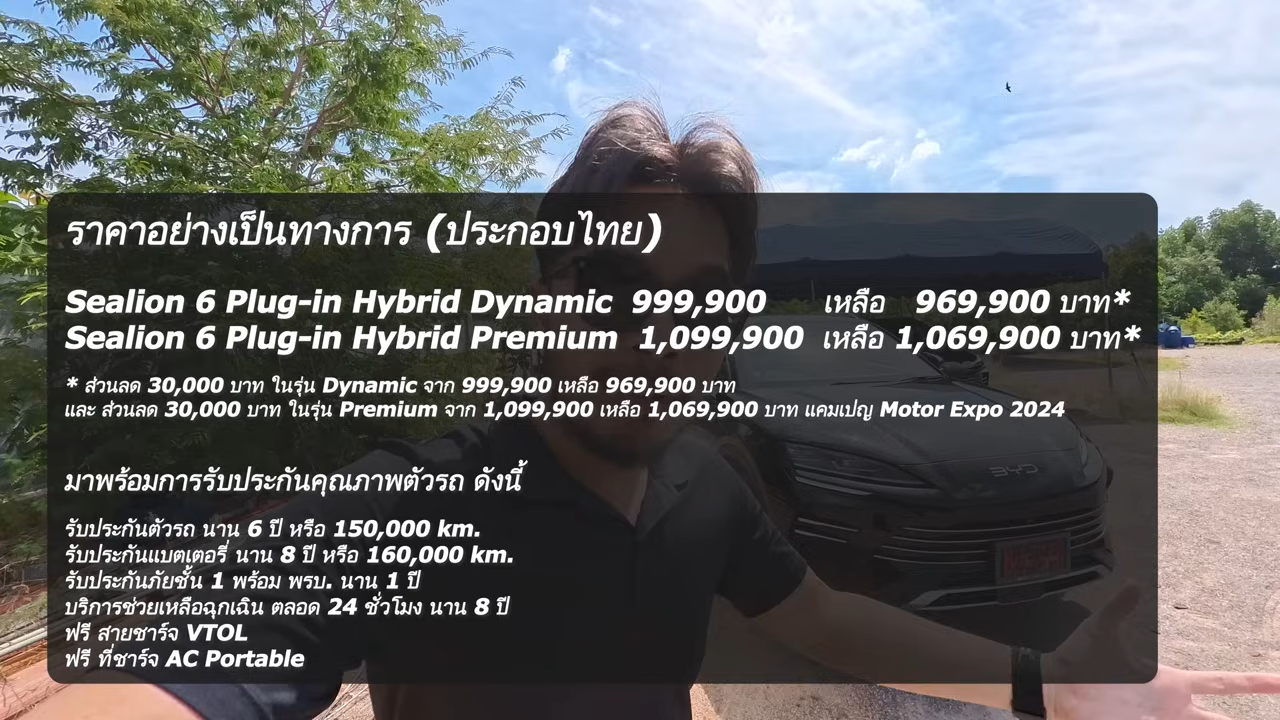 ราคาอย่างเป็นทางการ (ประกอบไทย)
Sealion 6 Plug-in Hybrid Dynamic 999,900 เหลือ 969,900 บาท*
Sealion 6 Plug-in Hybrid Premium 1,099,900 เหลือ 1,069,900 บาท*
* ส่วนลด 30,000 บาท ในรุ่น Dynamic จาก 999,900 เหลือ 969,900 บาท
และ ส่วนลด 30,000 บาท ในรุ่น Premium จาก 1,099,900 เหลือ 1,069,900 บาท แคมเปญ Motor Expo 2024
มาพร้อมการรับประกันคุณภาพตัวรถ ดังนี้
รับประกันตัวรถ นาน 6 ปี หรือ 150,000 km.
รับประกันแบตเตอรี่ นาน 8 ปี หรือ 160,000 km.
รับประกันภัยชั้น 1 พร้อม พรบ. นาน 1 ปี
บริการช่วยเหลือฉุกเฉิน ตลอด 24 ชั่วโมง นาน 8 ปี
ฟรี สายชาร์จ VTOL
ฟรี ที่ชาร์จ AC Portable
BYD